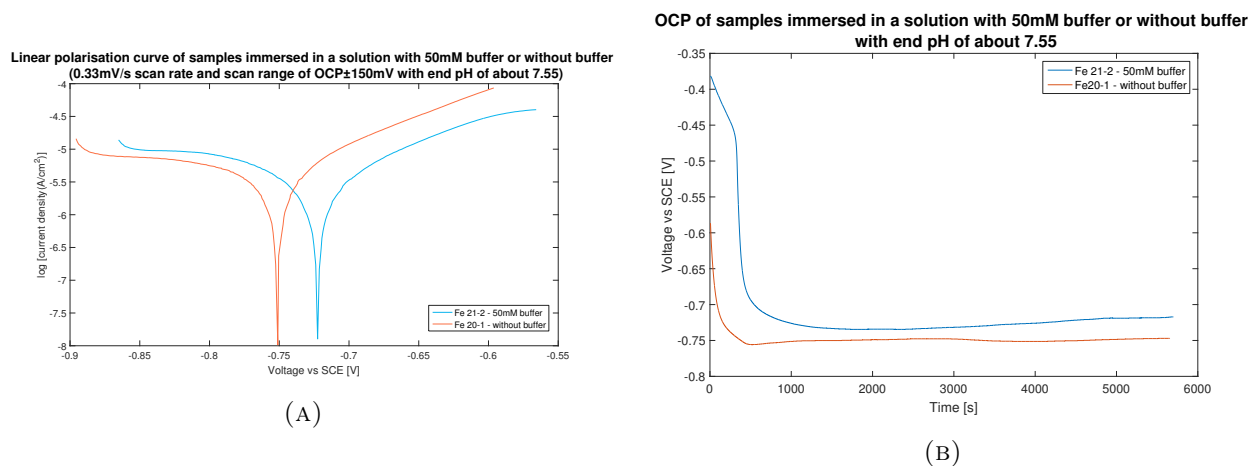 Linear polarisation curve of samples immersed in a solution with 50mM buffer or without buffer
(0.33mV/s scan rate and scan range of OCP±150mV with end pH of about 7.55)
-4
-4.5
-5
-5.5
-6
-6.5
-7
-7.5
-8
log [current density(A/cm²)]
Fe 21-2 - 50mM buffer
Fe 20-1 - without buffer
-0.9
-0.85
-0.8
-0.75
-0.7
-0.65
-0.6
-0.55
Voltage vs SCE [V]
(A)
OCP of samples immersed in a solution with 50mM buffer or without buffer
with end pH of about 7.55
-0.35
-0.4
-0.45
-0.5
-0.55
-0.6
-0.65
-0.7
-0.75
-0.8
Voltage vs SCE [V]
Fe 21-2 - 50mM buffer
Fe20-1 - without buffer
0
1000
2000
3000
4000
5000
6000
Time [s]
(B)